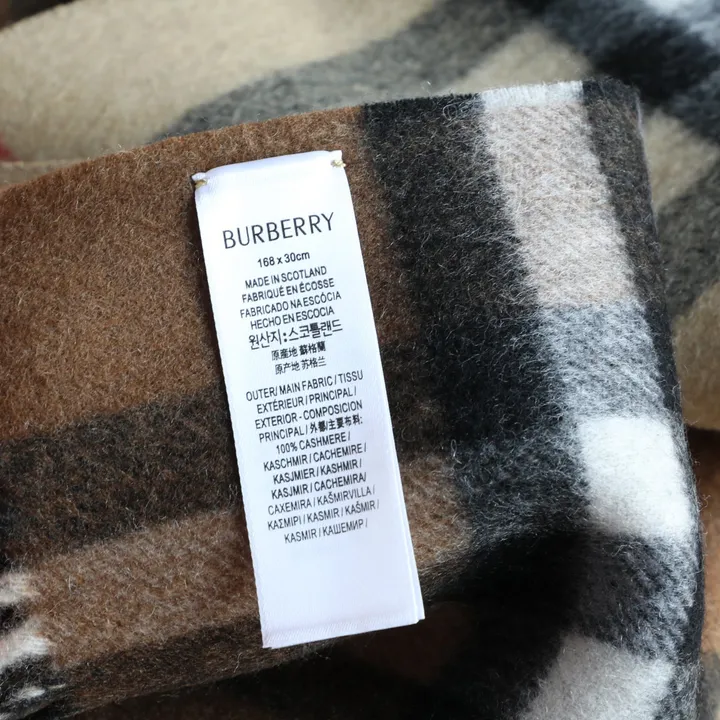 BURBERRY
168 x 30cm
MADE IN SCOTLAND
FABRIQUÉ EN ÉCOSSE
FABRICADO NA ESCÓCIA
HECHO EN ESCOCIA
원산지:스코틀랜드
原産地 蘇格蘭
原产地 苏格兰
OUTER/ MAIN FABRIC / TISSU
EXTÉRIEUR / PRINCIPAL /
EXTERIOR - COMPOSICION
PRINCIPAL / 外部/主要布料:
100% CASHMERE /
KASCHMIR / CACHEMIRE /
KASJMIER / KASHMIR /
KASJMIR / CACHEMIRA/
CAXEMIRA / KAŠMIRVILLA /
ΚΑΣΜΙΡΙ / KASMIR / KAŠMIR /
KASMIR / КАШЕМИР /